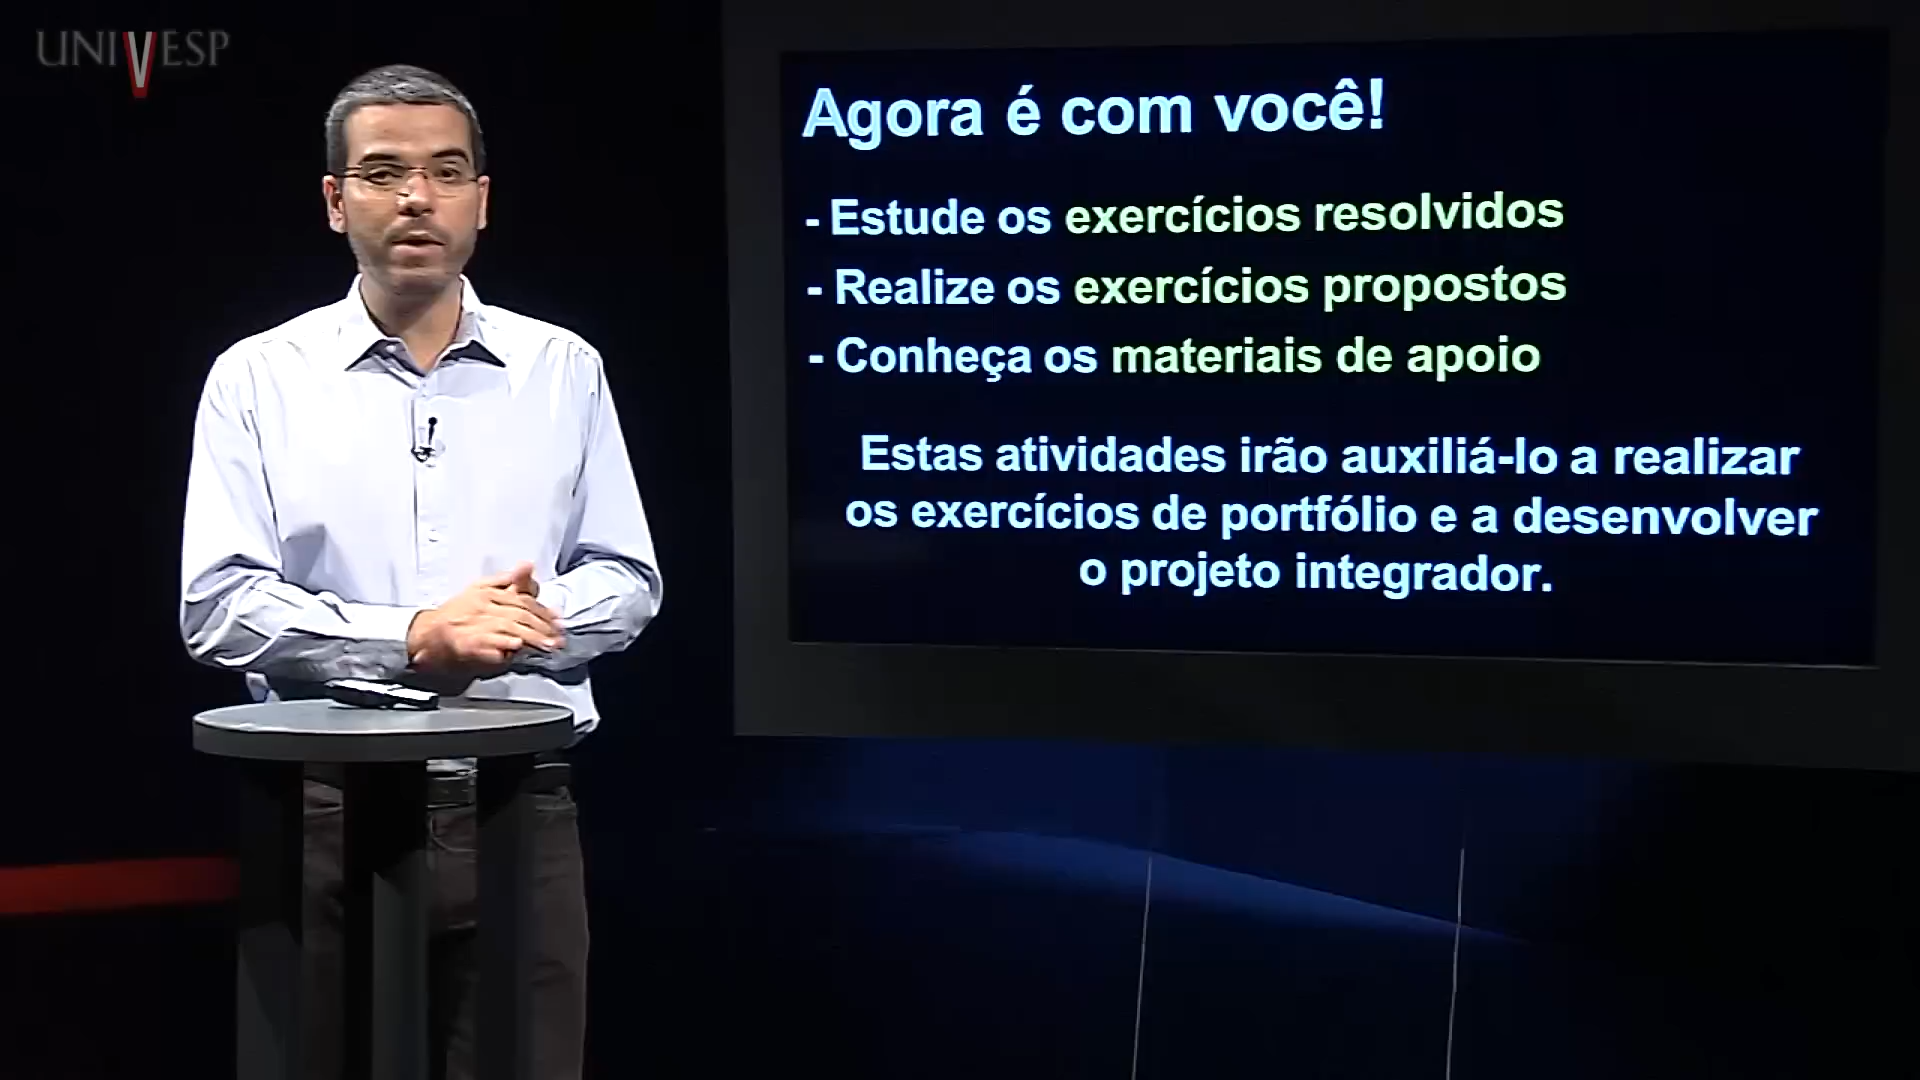 UNIVESP
Agora é com você!
- Estude os exercícios resolvidos
- Realize os exercícios propostos
- Conheça os materiais de apoio
Estas atividades irão auxiliá-lo a realizar
os exercícios de portfólio e a desenvolver
o projeto integrador.